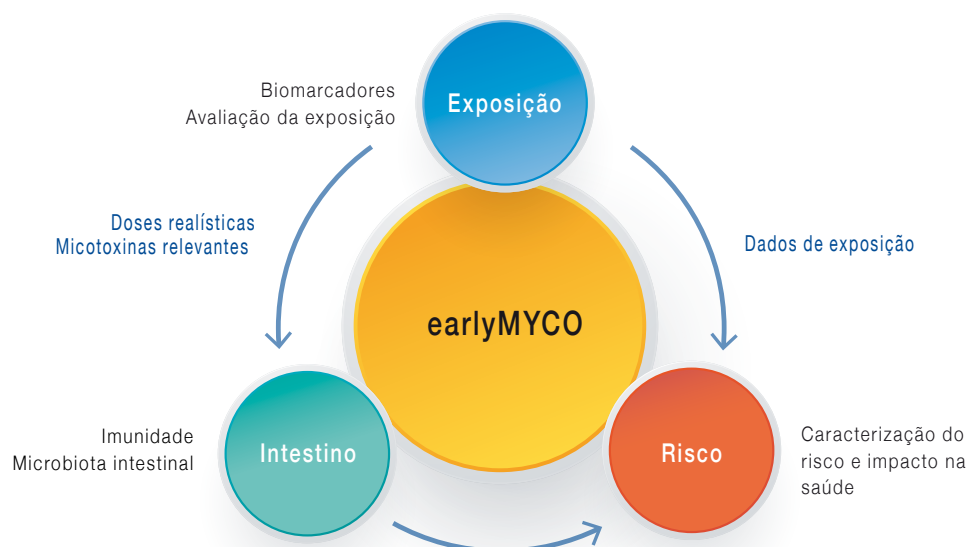 Biomarcadores
Avaliação da exposição
Exposição
Doses realísticas
Micotoxinas relevantes
Dados de exposição
earlyMYCO
Imunidade
Microbiota intestinal
Intestino
Risco
Caracterização do
risco e impacto na
saúde